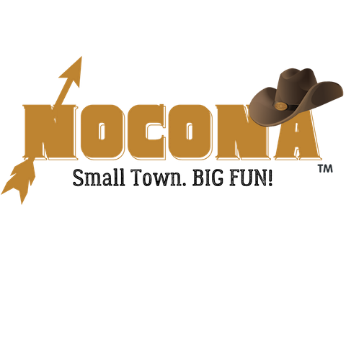 NOCONA
TM
Small Town. BIG FUN!